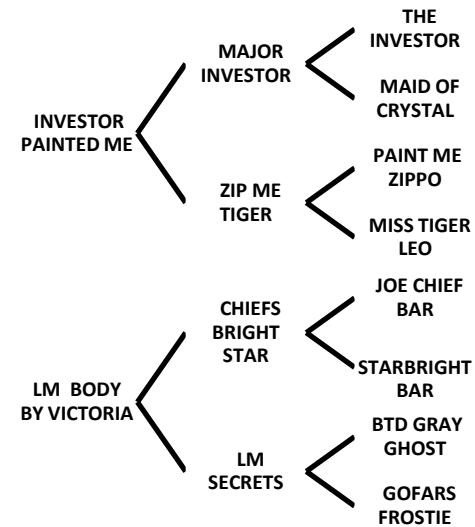 THE
INVESTOR
MAJOR
INVESTOR
MAID OF
CRYSTAL
INVESTOR
PAINTED ME
PAINT ME
ZIPPO
ZIP ME
TIGER
MISS TIGER
LEO
JOE CHIEF
BAR
CHIEFS
BRIGHT
STAR
STARBRIGHT
BAR
LM BODY
BY VICTORIA
BTD GRAY
GHOST
LM
SECRETS
GOFARS
FROSTIE